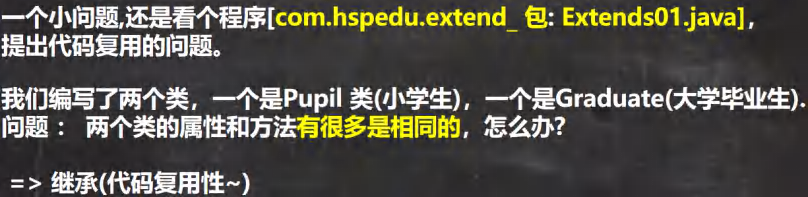 一个小问题,还是看个程序[com.hspedu.extend_ 包: Extends01.java]，
提出代码复用的问题。
我们编写了两个类，一个是Pupil 类(小学生)，一个是Graduate(大学毕业生).
问题： 两个类的属性和方法有很多是相同的，怎么办?
=> 继承(代码复用性~)